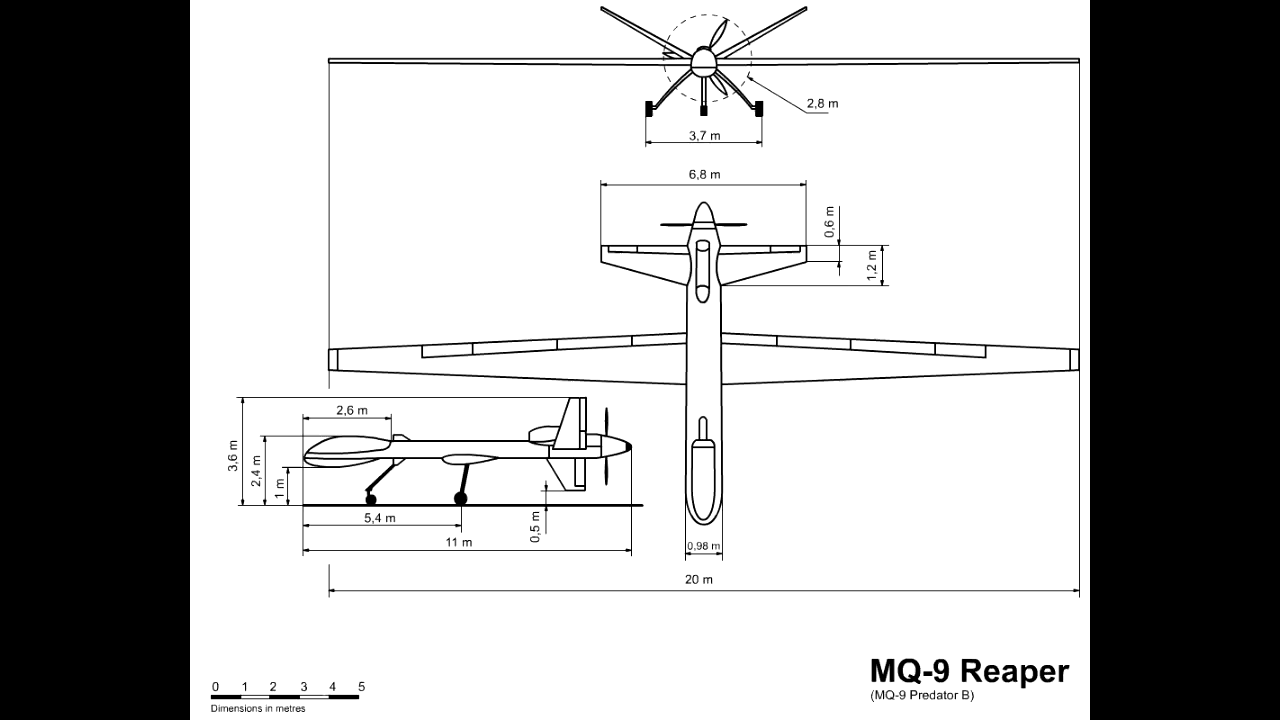 2,8 m
3,7 m
6,8 m
0,6 m
1,2 m
2,6 m
3,6 m
2,4 m
1 m
5,4 m
0,5 m
11 m
0,98 m
20 m
MQ-9 Reaper
(MQ-9 Predator B)
0 1 2 3 4 5
Dimensions in metres